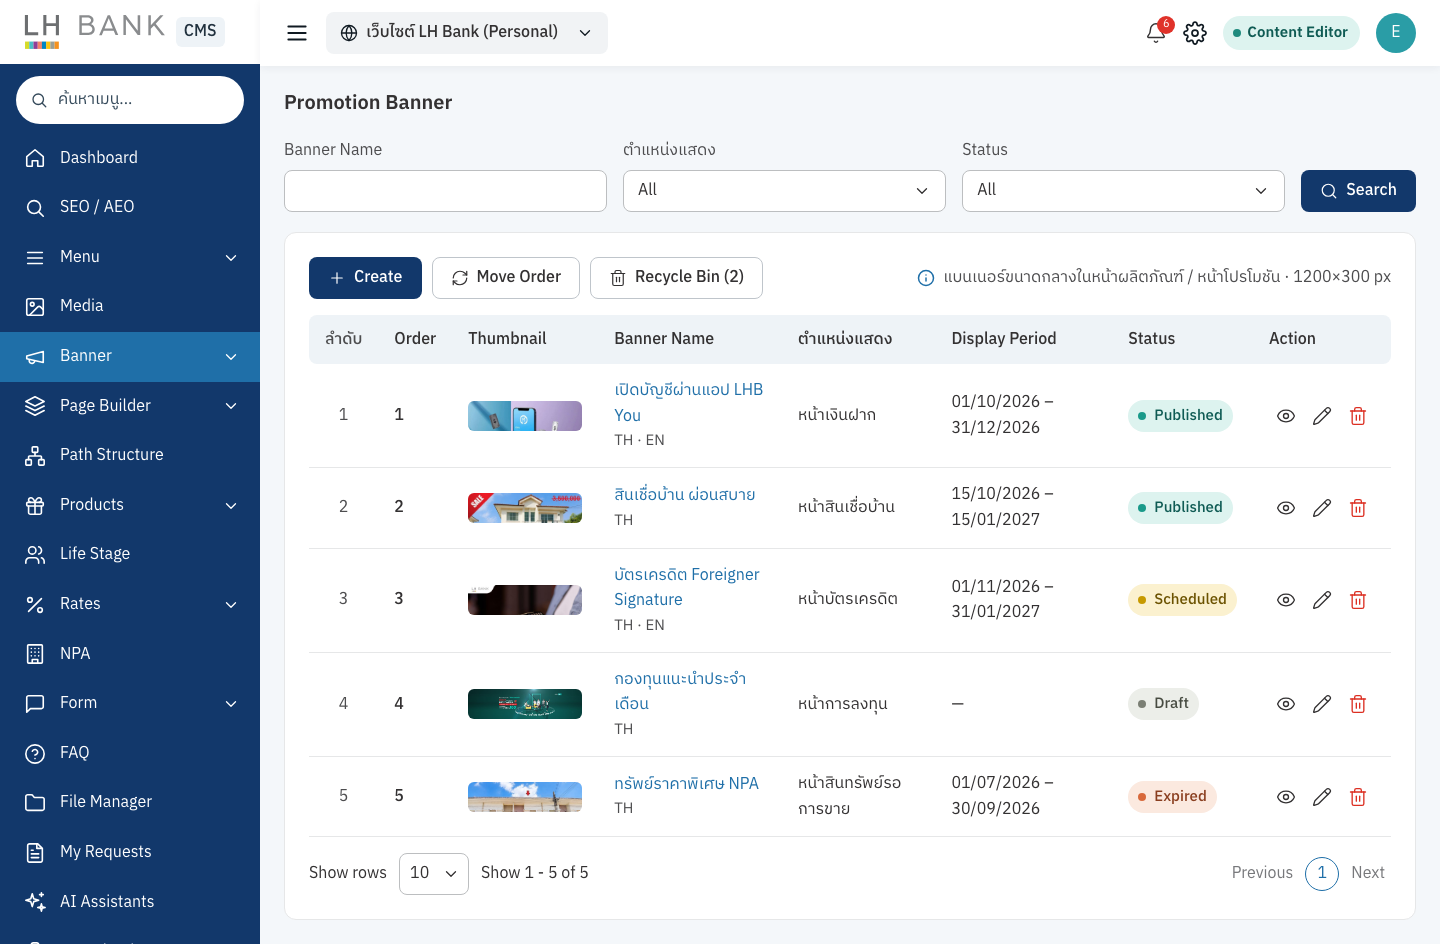 LH BANK CMS
เว็บไซต์ LH Bank (Personal)
6
Content Editor
E
ค้นหาเมนู...
Dashboard
SEO / AEO
Menu
Media
Banner
Page Builder
Path Structure
Products
Life Stage
Rates
NPA
Form
FAQ
File Manager
My Requests
AI Assistants
Promotion Banner
Banner Name
ตำแหน่งแสดง
Status
All
All
Search
Create
Move Order
Recycle Bin (2)
แบนเนอร์ขนาดกลางในหน้าผลิตภัณฑ์ / หน้าโปรโมชัน · 1200×300 px
ลำดับ Order Thumbnail Banner Name ตำแหน่งแสดง Display Period Status Action
1 1 เปิดบัญชีผ่านแอป LHB You TH · EN หน้าเงินฝาก 01/10/2026 – 31/12/2026 Published
2 2 SALE สินเชื่อบ้าน ผ่อนสบาย TH หน้าสินเชื่อบ้าน 15/10/2026 – 15/01/2027 Published
3 3 บัตรเครดิต Foreigner Signature TH · EN หน้าบัตรเครดิต 01/11/2026 – 31/01/2027 Scheduled
4 4 กองทุนแนะนำประจำเดือน TH หน้าการลงทุน — Draft
5 5 ทรัพย์ราคาพิเศษ NPA TH หน้าสินทรัพย์รอการขาย 01/07/2026 – 30/09/2026 Expired
Show rows 10 Show 1 - 5 of 5
Previous 1 Next